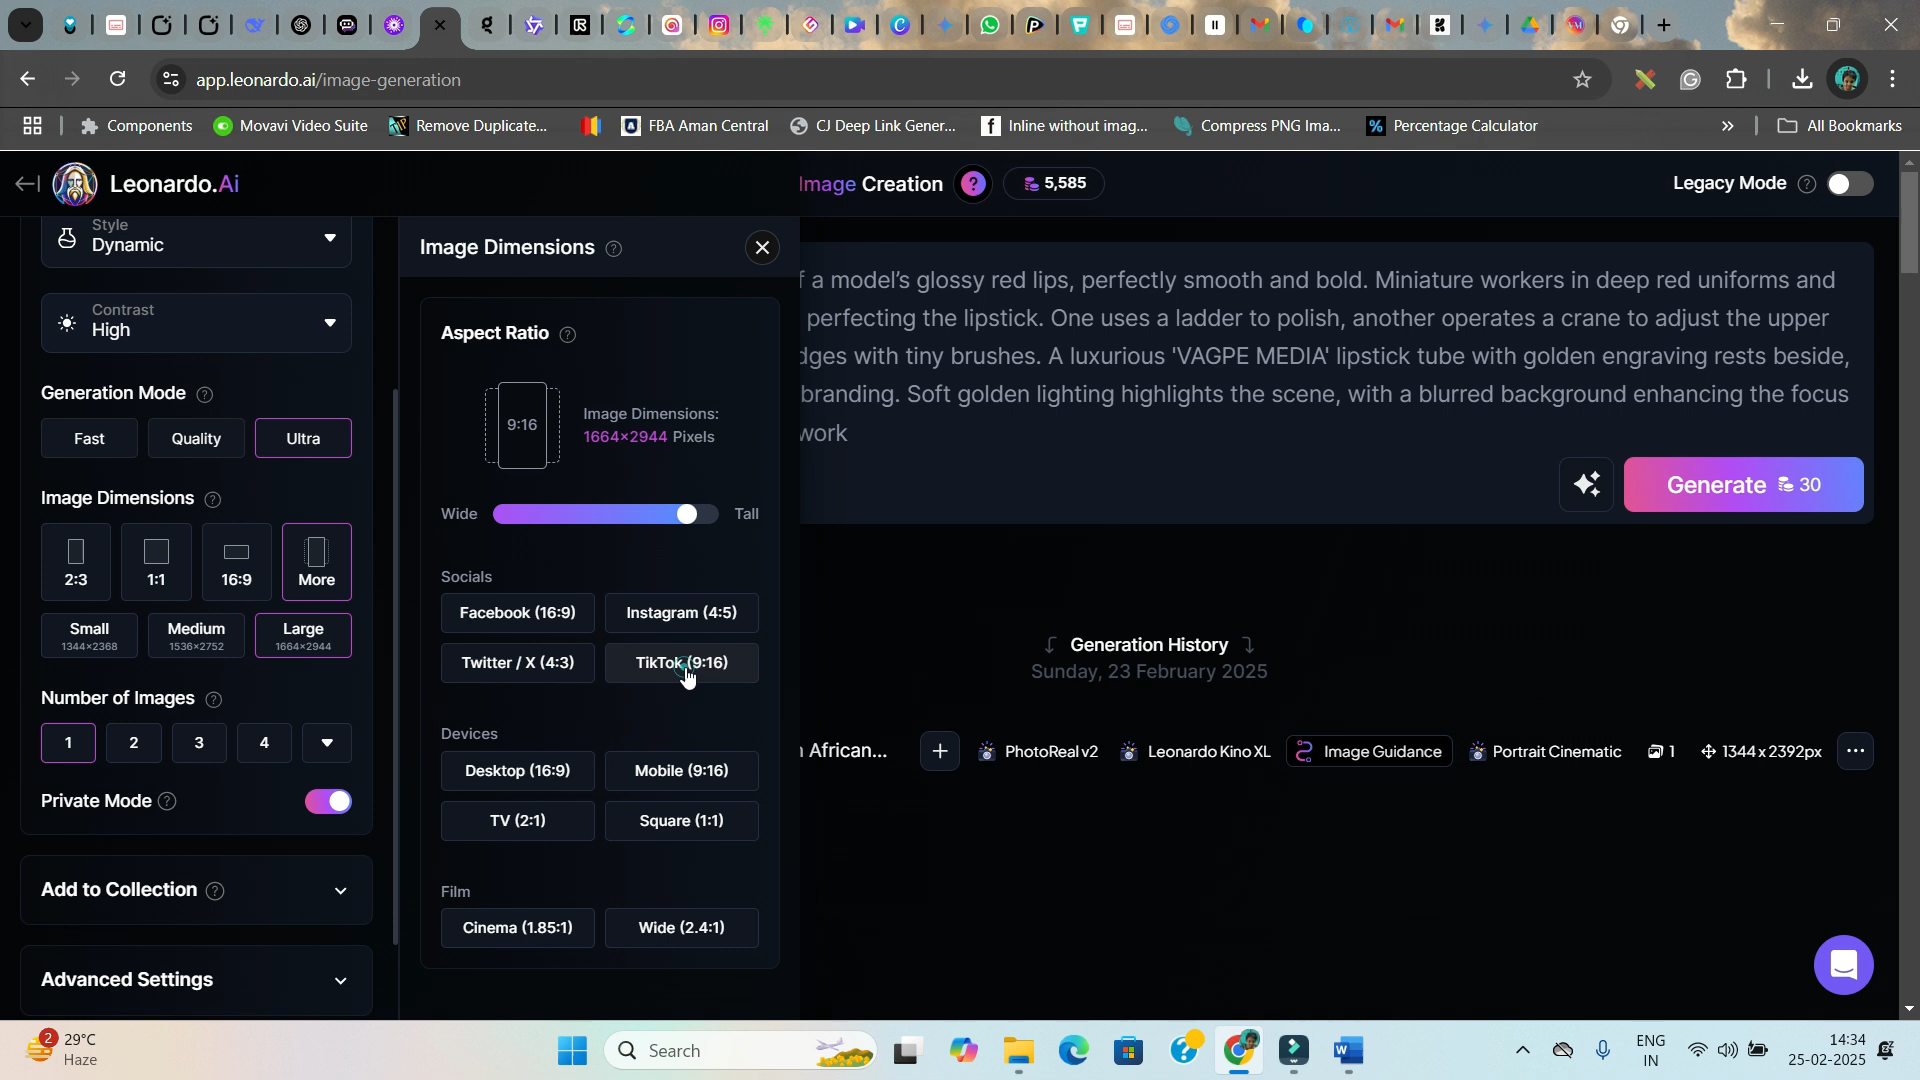 app.leonardo.ai/image-generation
Components
Movavi Video Suite
Remove Duplicate...
FBA Aman Central
CJ Deep Link Gener...
Inline without imag...
Compress PNG Ima...
Percentage Calculator
»
All Bookmarks
Leonardo.Ai
Image Creation
?
5,585
Legacy Mode
Style
Dynamic
Contrast
High
Generation Mode
Fast
Quality
Ultra
Image Dimensions
2:3
1:1
16:9
More
Small
1344×2368
Medium
1536×2752
Large
1664×2944
Number of Images
1
2
3
4
Private Mode
Add to Collection
Advanced Settings
Image Dimensions
Aspect Ratio
9:16
Image Dimensions:
1664×2944 Pixels
Wide
Tall
Socials
Facebook (16:9)
Instagram (4:5)
Twitter / X (4:3)
TikTok (9:16)
Devices
Desktop (16:9)
Mobile (9:16)
TV (2:1)
Square (1:1)
Film
Cinema (1.85:1)
Wide (2.4:1)
f a model's glossy red lips, perfectly smooth and bold. Miniature workers in deep red uniforms and
perfecting the lipstick. One uses a ladder to polish, another operates a crane to adjust the upper
dges with tiny brushes. A luxurious 'VAGPE MEDIA' lipstick tube with golden engraving rests beside,
branding. Soft golden lighting highlights the scene, with a blurred background enhancing the focus
work
Generate 30
Generation History
Sunday, 23 February 2025
n African...
PhotoReal v2
Leonardo Kino XL
Image Guidance
Portrait Cinematic
1
1344 x 2392px
2
29°C
Haze
Search
ENG
IN
14:34
25-02-2025